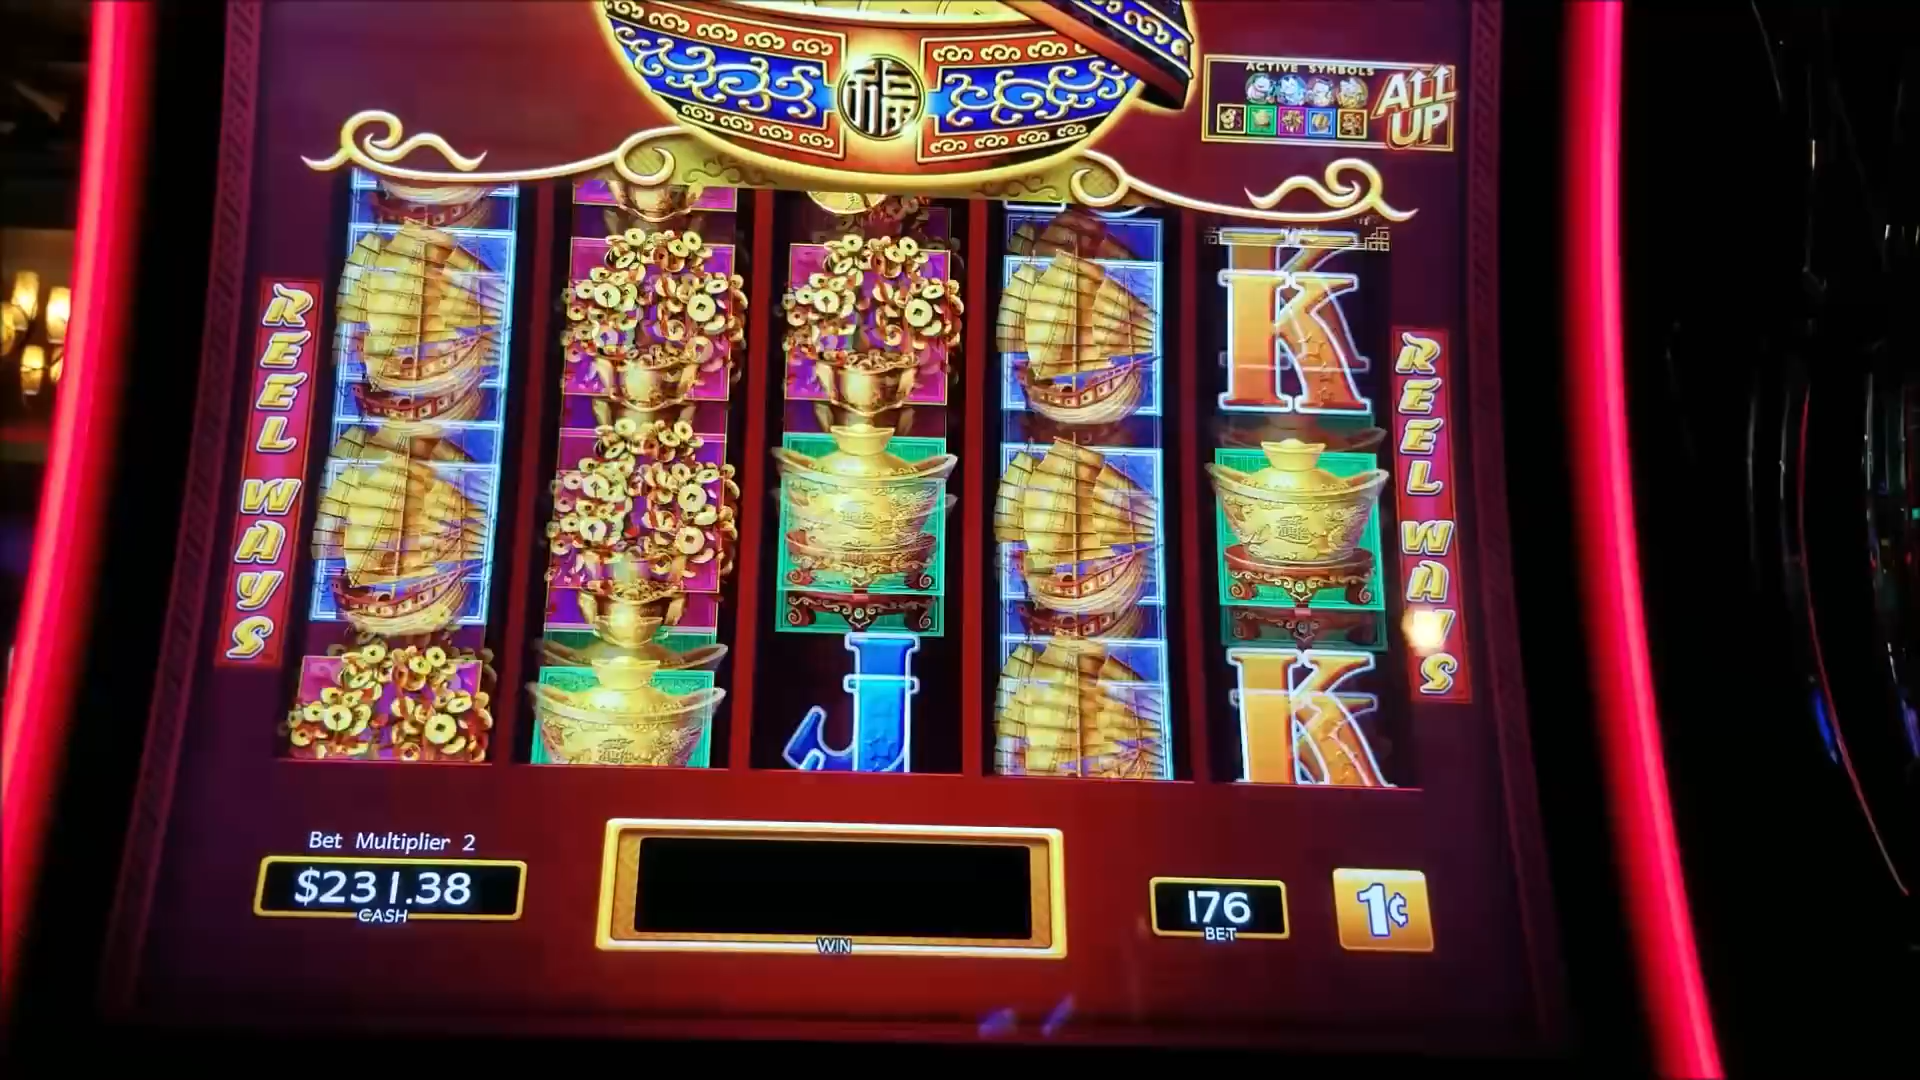 福
ACTIVE SYMBOLS
ALL
UP
REEL WAYS
REEL WAYS
K
J
K
Bet Multiplier 2
$231.38
CASH
WIN
176
BET
1¢